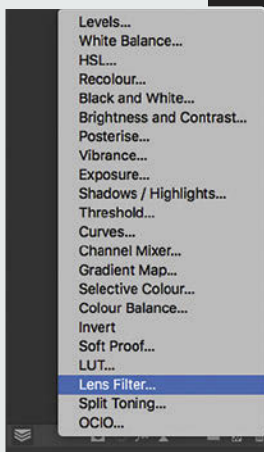 Levels...
White Balance...
HSL...
Recolour...
Black and White...
Brightness and Contrast...
Posterise...
Vibrance...
Exposure...
Shadows / Highlights...
Threshold...
Curves...
Channel Mixer...
Gradient Map...
Selective Colour...
Colour Balance...
Invert
Soft Proof...
LUT...
Lens Filter...
Split Toning...
OCIO...